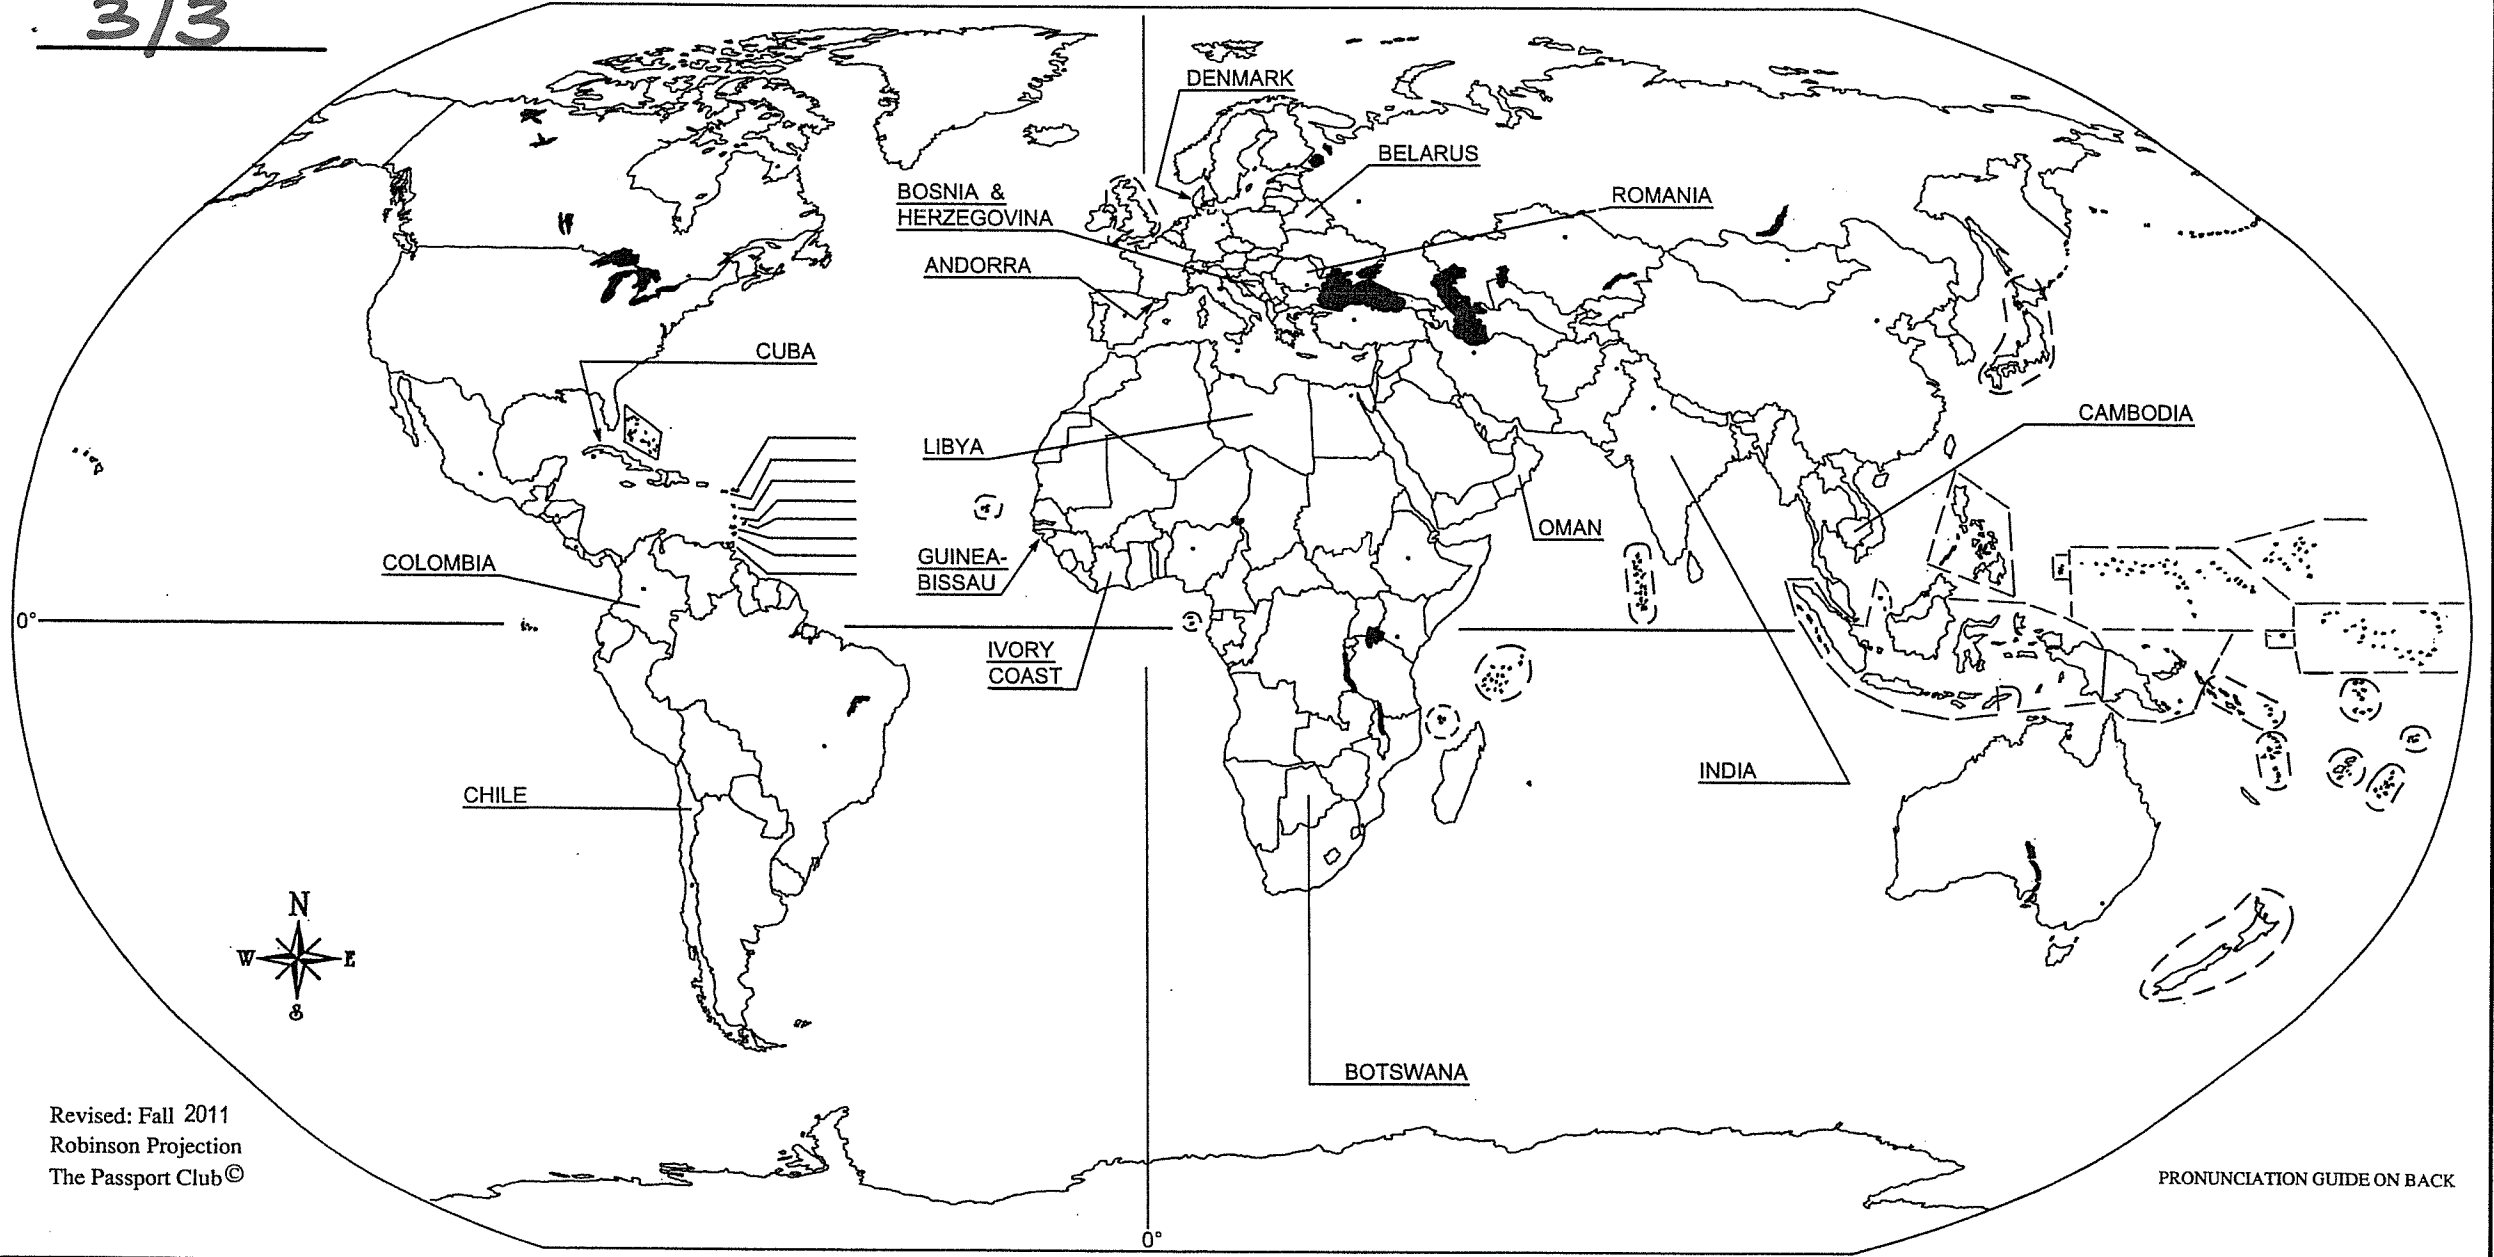 3/3
DENMARK
BELARUS
BOSNIA &
HERZEGOVINA
ROMANIA
ANDORRA
CUBA
CAMBODIA
LIBYA
OMAN
COLOMBIA
GUINEA-
BISSAU
0°
IVORY
COAST
INDIA
CHILE
N
W
E
S
BOTSWANA
Revised: Fall 2011
Robinson Projection
The Passport Club©
PRONUNCIATION GUIDE ON BACK
0°